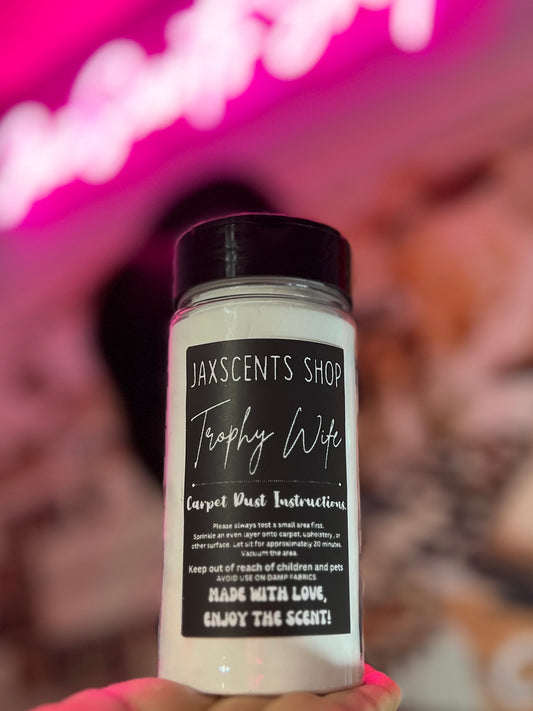 JAXSCENTS SHOP
Trophy Wife
Carpet Dust Instructions.
Please always test a small area first.
Sprinkle an even layer onto carpet, upholstery, or
other surface. Let sit for approximately 20 minutes.
Vacuum the area.
Keep out of reach of children and pets
AVOID USE ON DAMP FABRICS.
MADE WITH LOVE,
ENJOY THE SCENT!